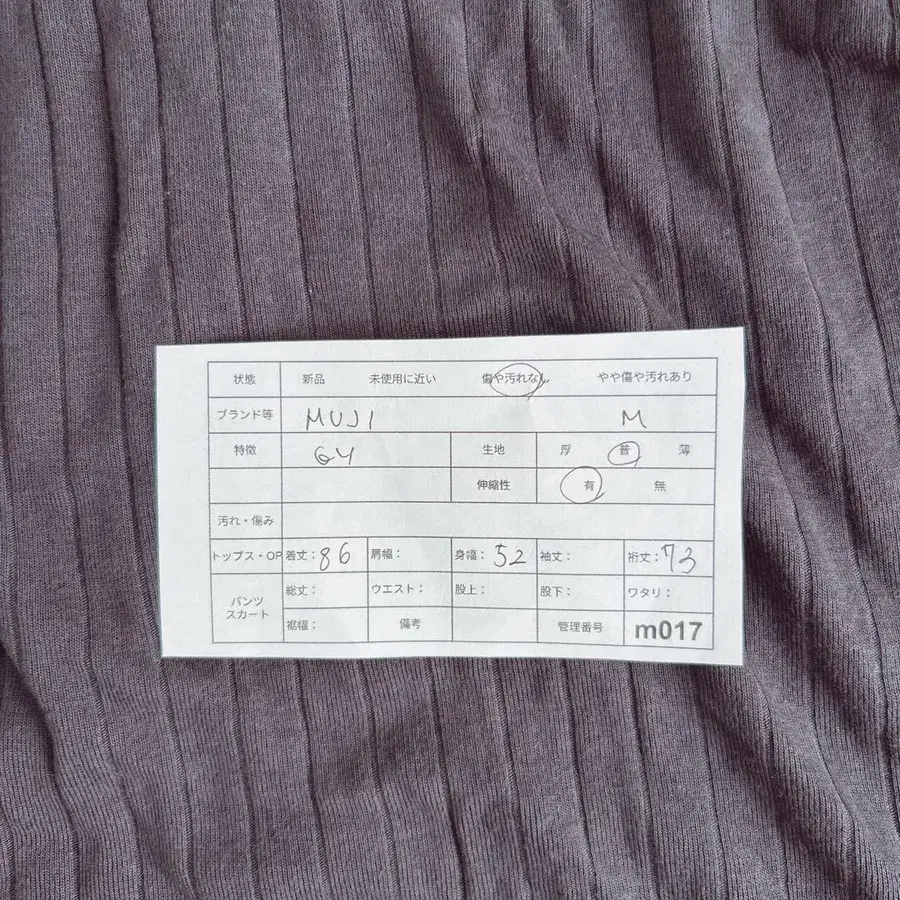 状態 新品 未使用に近い 傷や汚れなし やや傷や汚れあり
ブランド等 MUJI M
特徴 GY 生地 厚 普 薄
伸縮性 有 無
汚れ・傷み
トップス・OP 着丈：86 肩幅： 身幅：52 袖丈： 裄丈：73
パンツ スカート 総丈： ウエスト： 股上： 股下： ワタリ：
裾幅： 備考 管理番号 m017